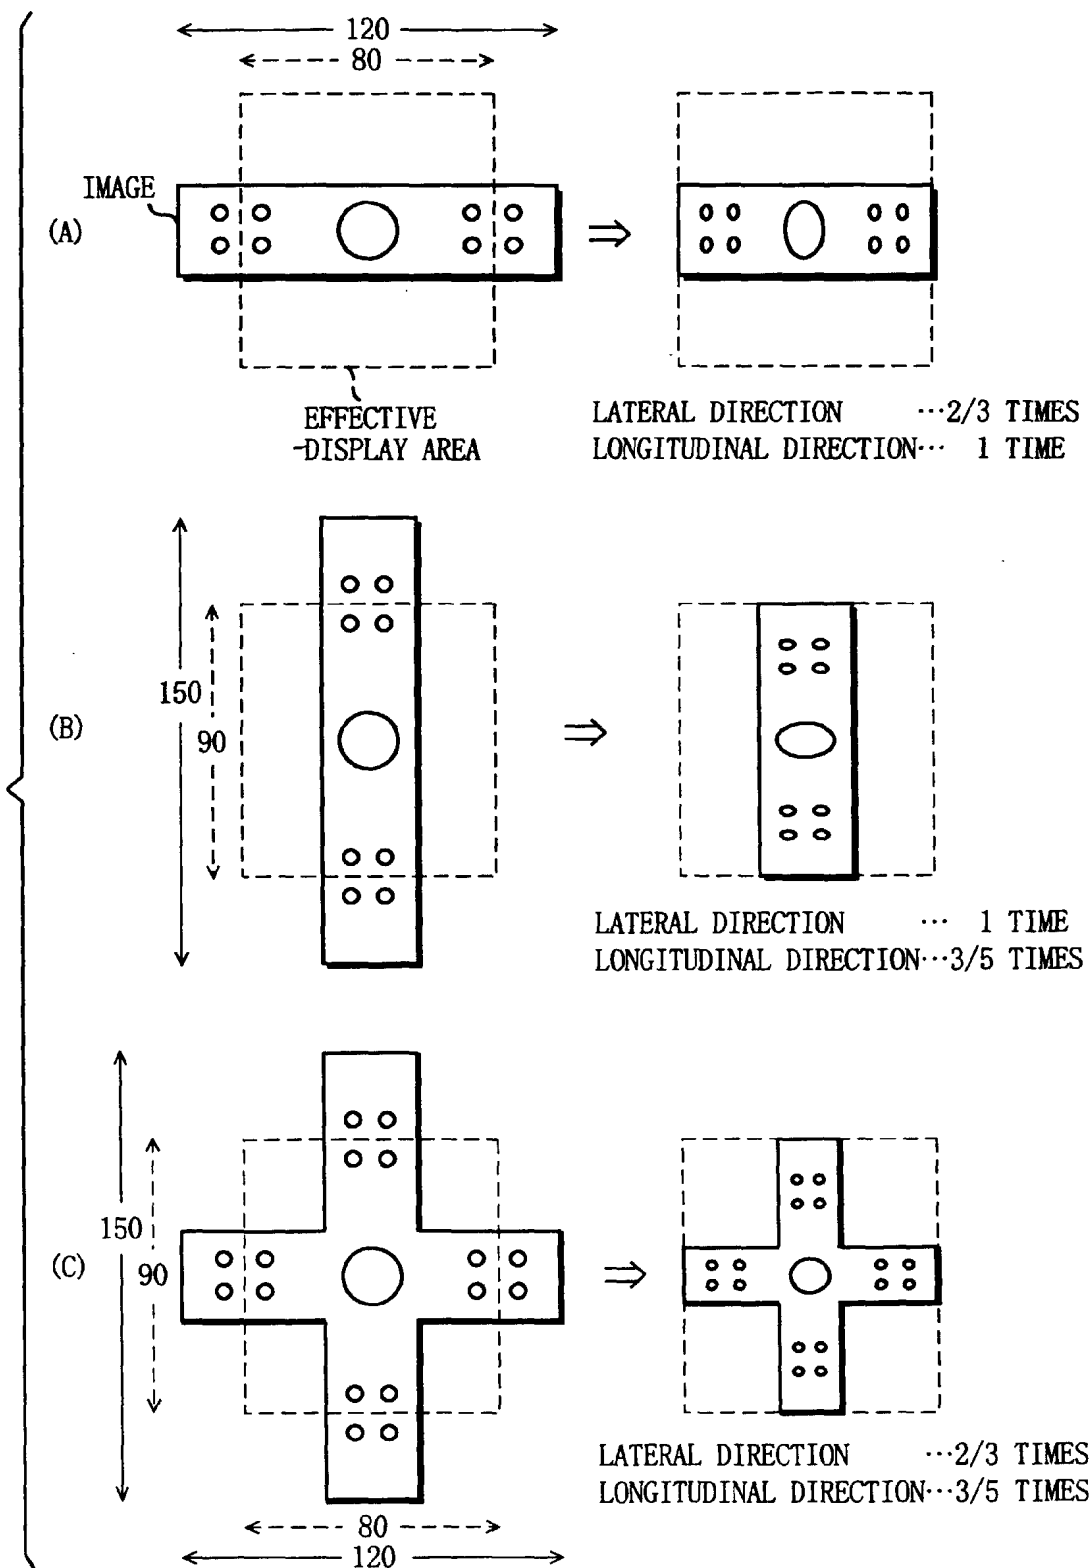 120
80
IMAGE
(A)
EFFECTIVE
DISPLAY AREA
LATERAL DIRECTION ···2/3 TIMES
LONGITUDINAL DIRECTION··· 1 TIME
150
90
(B)
LATERAL DIRECTION ··· 1 TIME
LONGITUDINAL DIRECTION···3/5 TIMES
150
90
(C)
LATERAL DIRECTION ···2/3 TIMES
LONGITUDINAL DIRECTION···3/5 TIMES
80
120